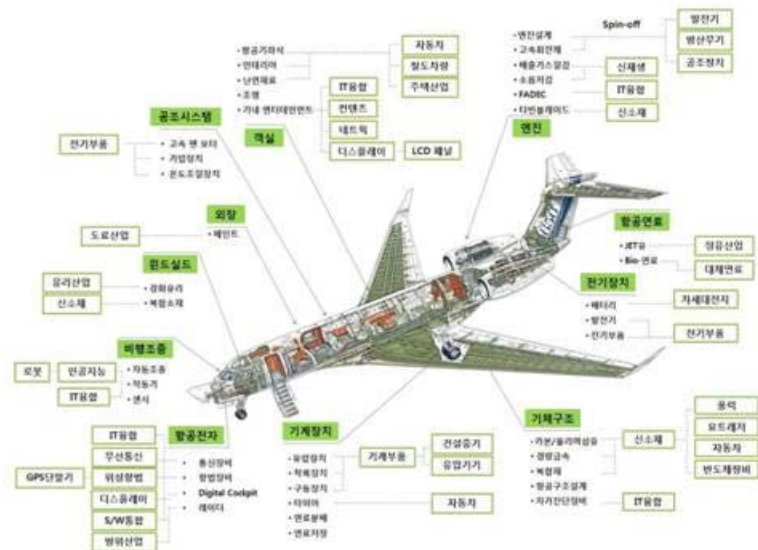 Spin-off
• 엔진설계
• 고속회전체
• 배출가스절감
• 소음저감
• FADEC
• 터빈블레이드
발전기
방산무기
공조장치
신재생
IT융합
신소재
엔진
• 항공기좌석
• 인테리어
• 난연재료
• 조명
• 기내 엔터테인먼트
자동차
철도차량
주택산업
IT융합
컨텐츠
네트웍
디스플레이
LCD 패널
객실
공조시스템
전기부품
• 고속 팬 모터
• 가압장치
• 온도조절장치
외장
도료산업
• 페인트
윈드실드
유리산업
신소재
• 강화유리
• 복합소재
항공연료
• JET유
• Bio-연료
정유산업
대체연료
전기장치
• 배터리
• 발전기
• 전기부품
차세대전지
전기부품
비행조종
로봇
인공지능
IT융합
• 자동조종
• 작동기
• 센서
항공전자
GPS단말기
IT융합
무선통신
위성항법
디스플레이
S/W통합
방위산업
• 통신장비
• 항법장비
• Digital Cockpit
• 레이더
기계장치
• 유압장치
• 착륙장치
• 구동장치
• 타이어
• 연료분배
• 연료저장
기계부품
건설중기
유압기기
자동차
기체구조
• 카본/폴리머섬유
• 경량금속
• 복합재
• 항공구조설계
• 자가진단장비
신소재
IT융합
풍력
요트레저
자동차
반도체장비